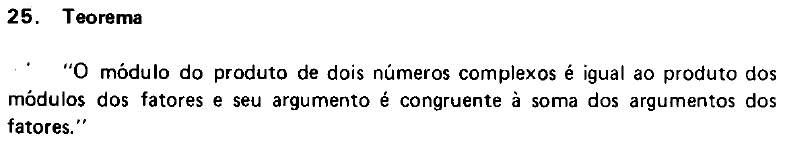 25. Teorema
"O módulo do produto de dois números complexos é igual ao produto dos
módulos dos fatores e seu argumento é congruente à soma dos argumentos dos
fatores."